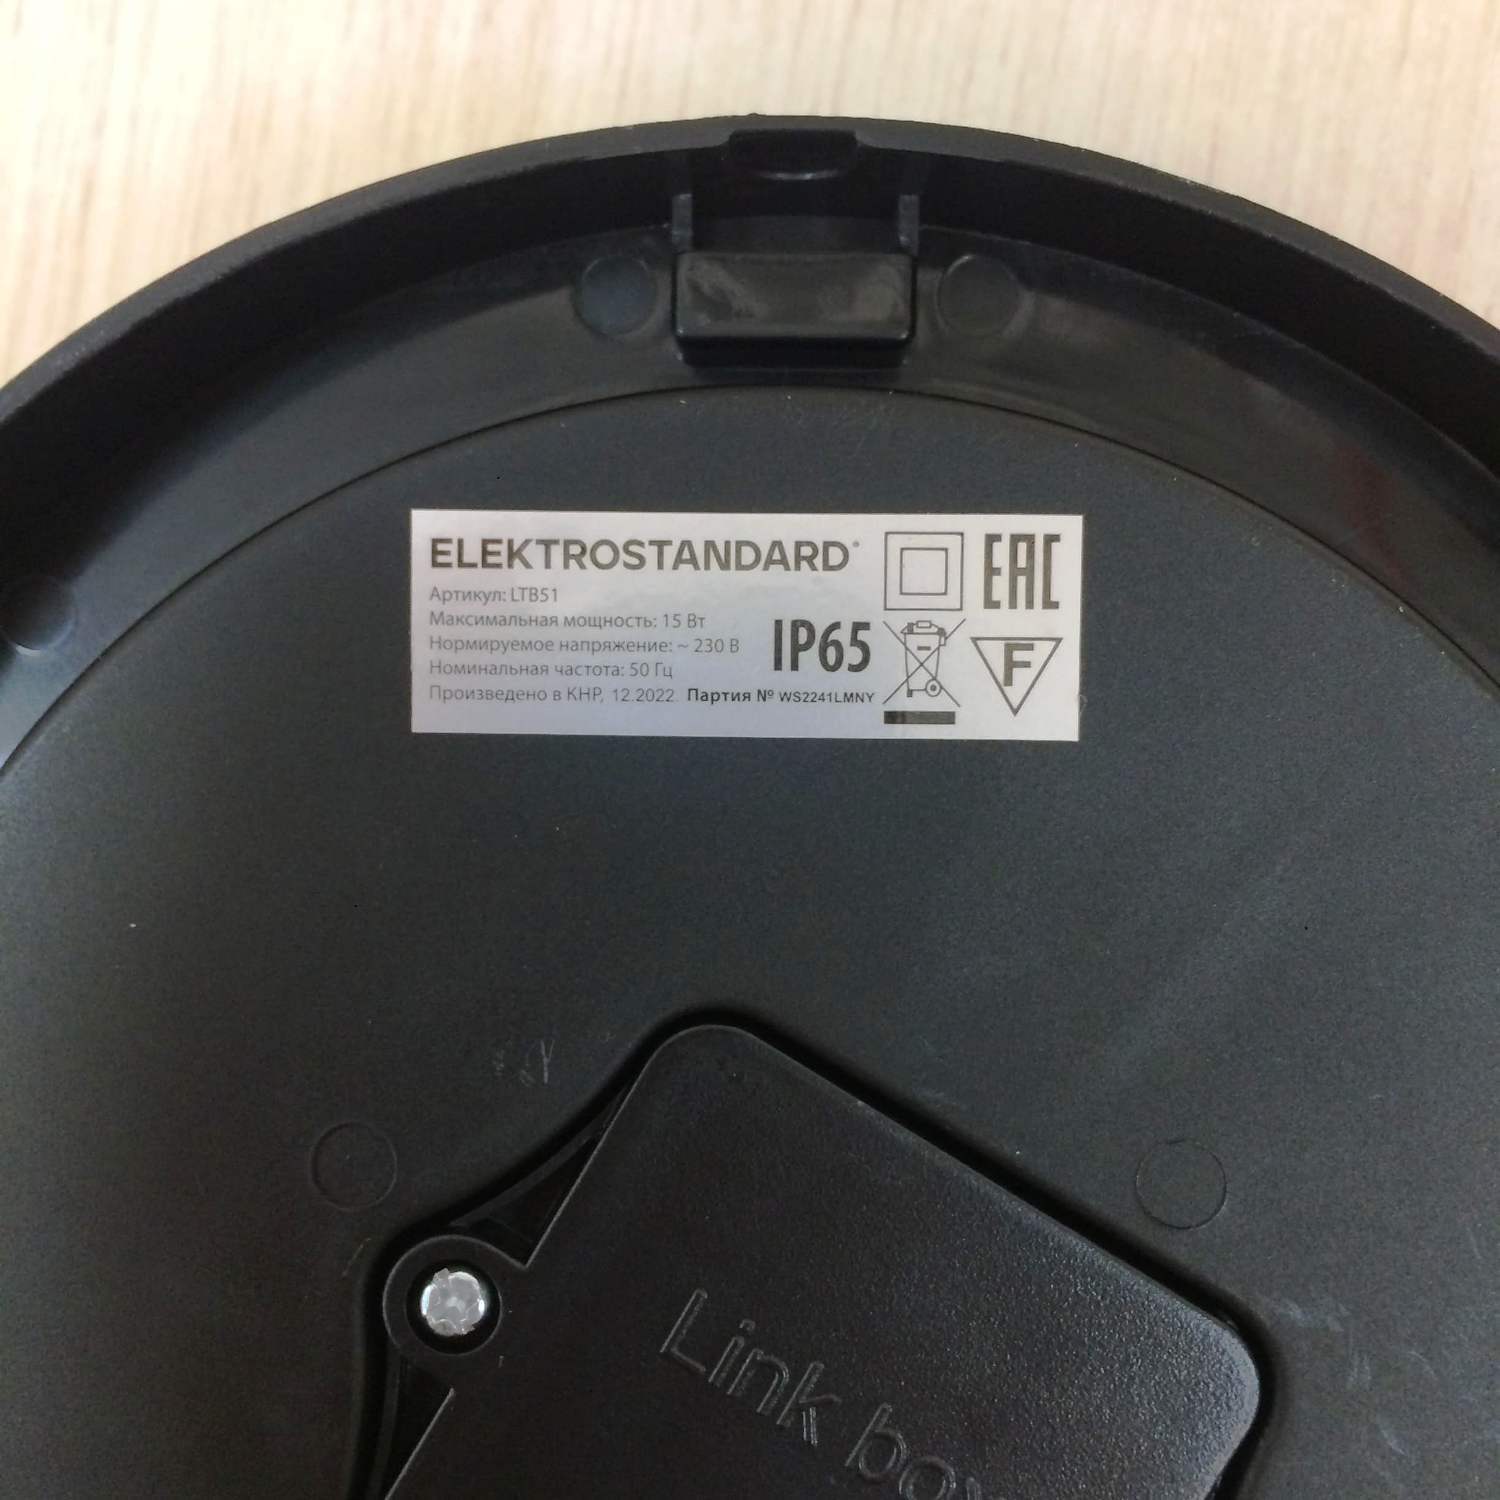 ELEKTROSTANDARD®
Артикул: LTB51
Максимальная мощность: 15 Вт
Нормируемое напряжение: ~ 230 В
Номинальная частота: 50 Гц
Произведено в КНР, 12.2022. Партия № WS2241LMNY
IP65
EAC
F
Link box